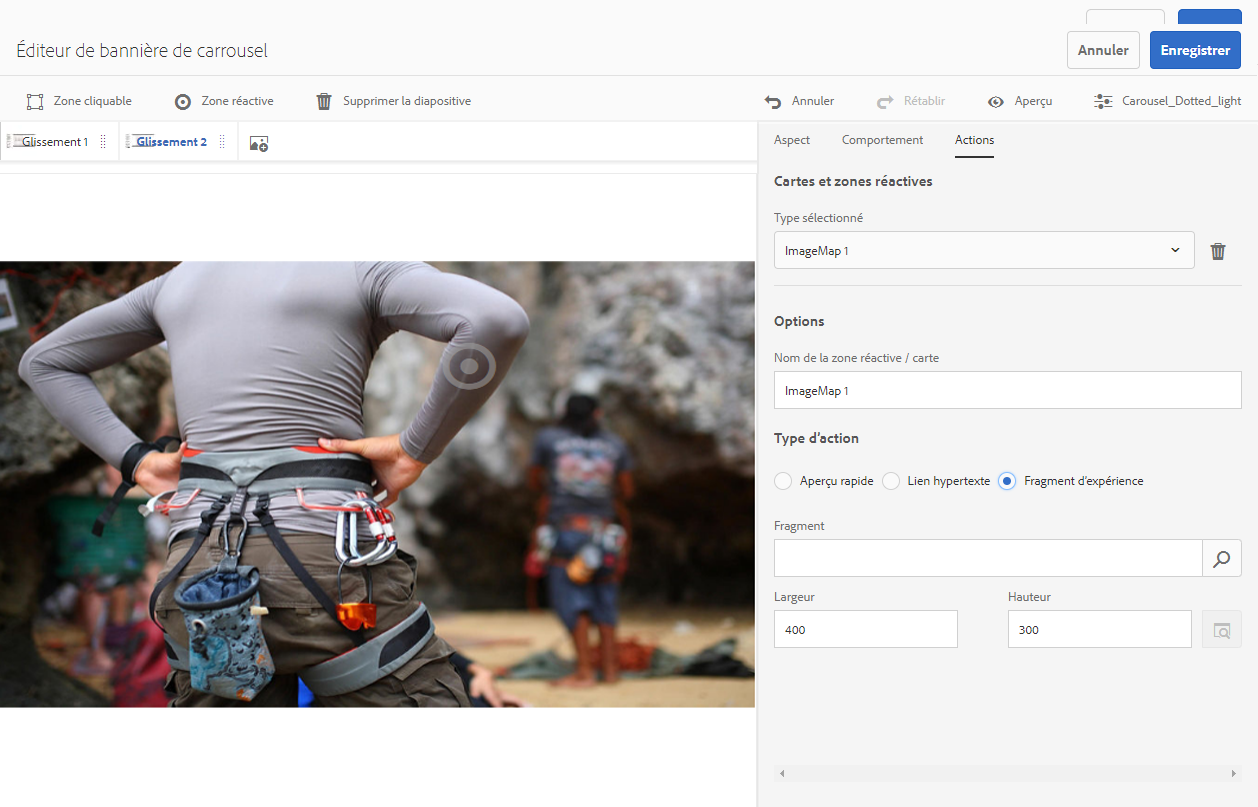 Éditeur de bannière de carrousel
Annuler
Enregistrer
Zone cliquable
Zone réactive
Supprimer la diapositive
Annuler
Rétablir
Aperçu
Carousel_Dotted_light
Glissement 1
Glissement 2
Aspect
Comportement
Actions
Cartes et zones réactives
Type sélectionné
ImageMap 1
Options
Nom de la zone réactive / carte
ImageMap 1
Type d’action
Aperçu rapide
Lien hypertexte
Fragment d’expérience
Fragment
Largeur
Hauteur
400
300